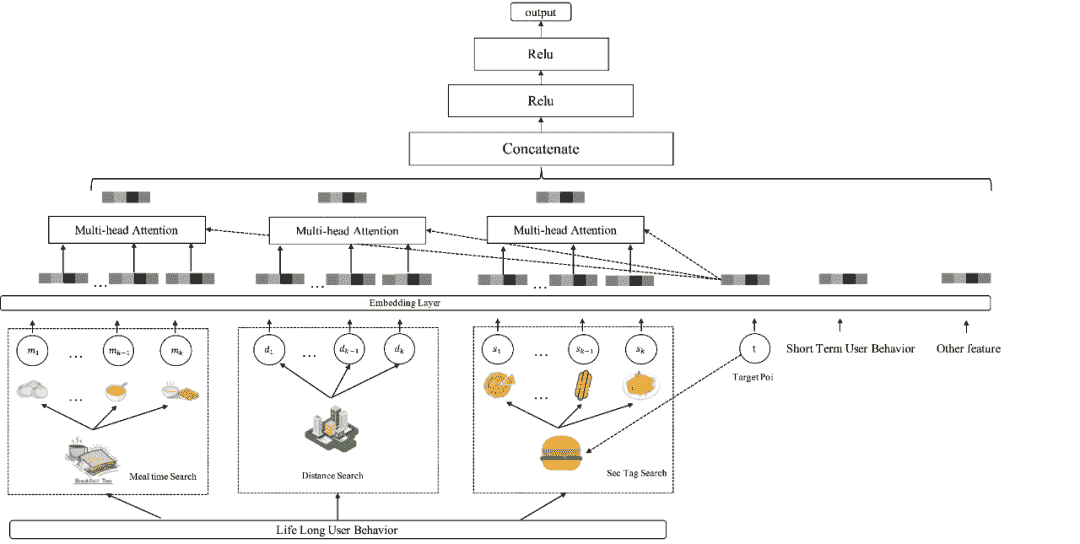 output
Relu
Relu
Concatenate
Multi-head Attention
Multi-head Attention
Multi-head Attention
... ... ...
Embedding Layer
m₁ ... mₖ₋₁ mₖ
d₁ ... dₖ₋₁ dₖ
s₁ ... sₖ₋₁ sₖ
t
Short Term User Behavior
Other feature
Target Poi
... ...
Breakfast Time
Meal time Search
Distance Search
Sec Tag Search
Life Long User Behavior